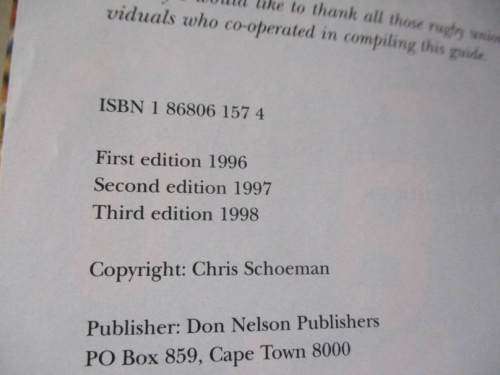 would like to thank all those rugby union
viduals who co-operated in compiling this guide.
ISBN 1 86806 157 4
First edition 1996
Second edition 1997
Third edition 1998
Copyright: Chris Schoeman
Publisher: Don Nelson Publishers
PO Box 859, Cape Town 8000